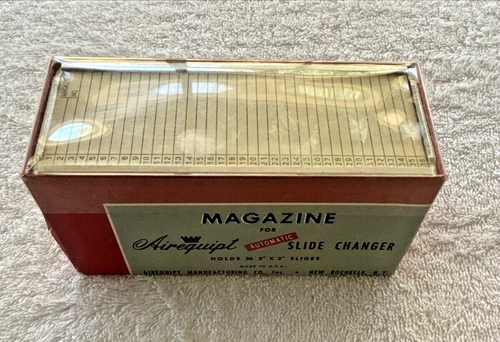 1 2 3 4 5 6 7 8 9 10 11 12 13 14 15 16 17 18 19 20 21 22 23 24 25 26 27 28 29 30 31 32 33 34 35 36
MAGAZINE
FOR
Airequipt AUTOMATIC SLIDE CHANGER
HOLDS 36 2" X 2" SLIDES
MADE IN U.S.A.
AIREQUIPT MANUFACTURING CO., Inc. • NEW ROCHELLE, N.Y.